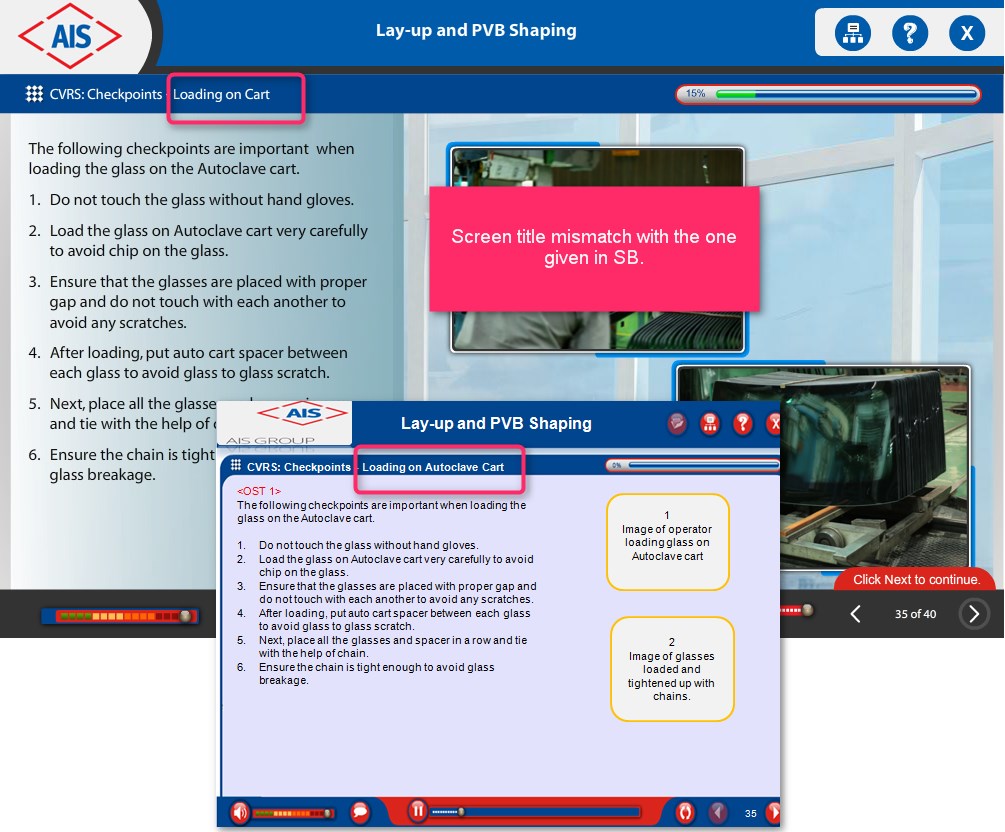 AIS
Lay-up and PVB Shaping
?
X
CVRS: Checkpoints - Loading on Cart
15%
The following checkpoints are important when
loading the glass on the Autoclave cart.
1. Do not touch the glass without hand gloves.
2. Load the glass on Autoclave cart very carefully
to avoid chip on the glass.
3. Ensure that the glasses are placed with proper
gap and do not touch with each another to
avoid any scratches.
4. After loading, put auto cart spacer between
each glass to avoid glass to glass scratch.
5. Next, place all the glasse
and tie with the help of
6. Ensure the chain is tight
glass breakage.
Screen title mismatch with the one
given in SB.
Click Next to continue.
35 of 40
AIS
AIS GROUP
Lay-up and PVB Shaping
?
X
CVRS: Checkpoints - Loading on Autoclave Cart
0%
<OST 1>
The following checkpoints are important when loading the
glass on the Autoclave cart.
1. Do not touch the glass without hand gloves.
2. Load the glass on Autoclave cart very carefully to avoid
chip on the glass.
3. Ensure that the glasses are placed with proper gap and
do not touch with each another to avoid any scratches.
4. After loading, put auto cart spacer between each glass
to avoid glass to glass scratch.
5. Next, place all the glasses and spacer in a row and tie
with the help of chain.
6. Ensure the chain is tight enough to avoid glass
breakage.
1
Image of operator
loading glass on
Autoclave cart
2
Image of glasses
loaded and
tightened up with
chains.
35